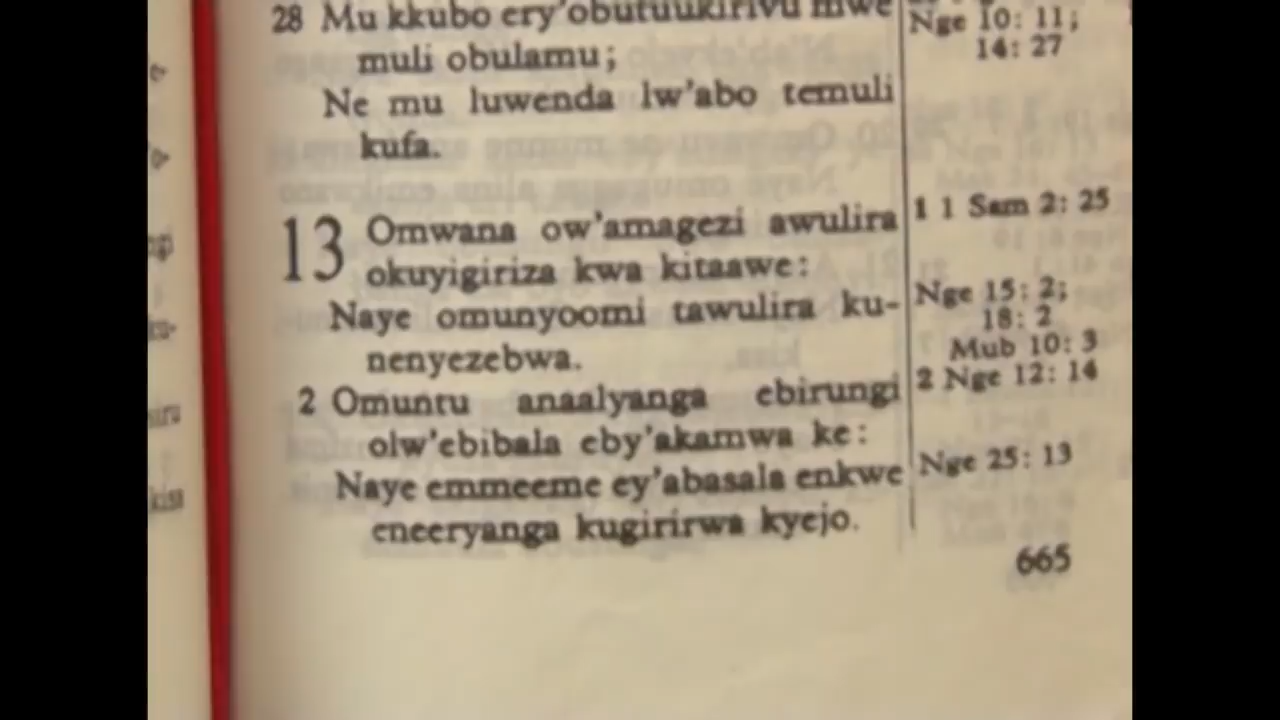 28 Mu kkubo ery'obutuukirivu mwe
muli obulamu;
Ne mu luwenda lw'abo temuli
kufa.
13 Omwana ow'amagezi awulira
okuyigiriza kwa kitaawe:
Naye omunyoomi tawulira ku-
nenyezebwa.
2 Omuntu anaalyanga ebirungi
olw'ebibala eby'akamwa ke:
Naye emmeeme ey'abasala enkwe
eneeryanga kugirirwa kyejo.
Nge 10: 11;
14: 27
1 1 Sam 2: 25
Nge 15: 2;
18: 2
Mub 10: 3
2 Nge 12: 14
Nge 25: 13
665